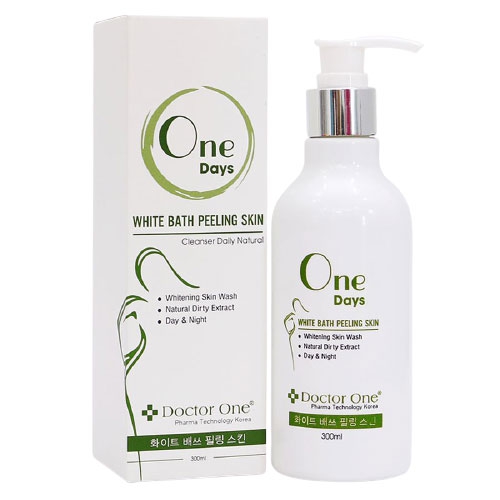 One
Days
WHITE BATH PEELING SKIN
Cleanser Daily Natural
• Whitening Skin Wash
• Natural Dirty Extract
• Day & Night
Doctor One®
Pharma Technology Korea
화이트 배쓰 필링 스킨
300ml
One
Days
WHITE BATH PEELING SKIN
• Whitening Skin Wash
• Natural Dirty Extract
• Day & Night
Doctor One®
Pharma Technology Korea
화이트 배쓰 필링 스킨
300ml